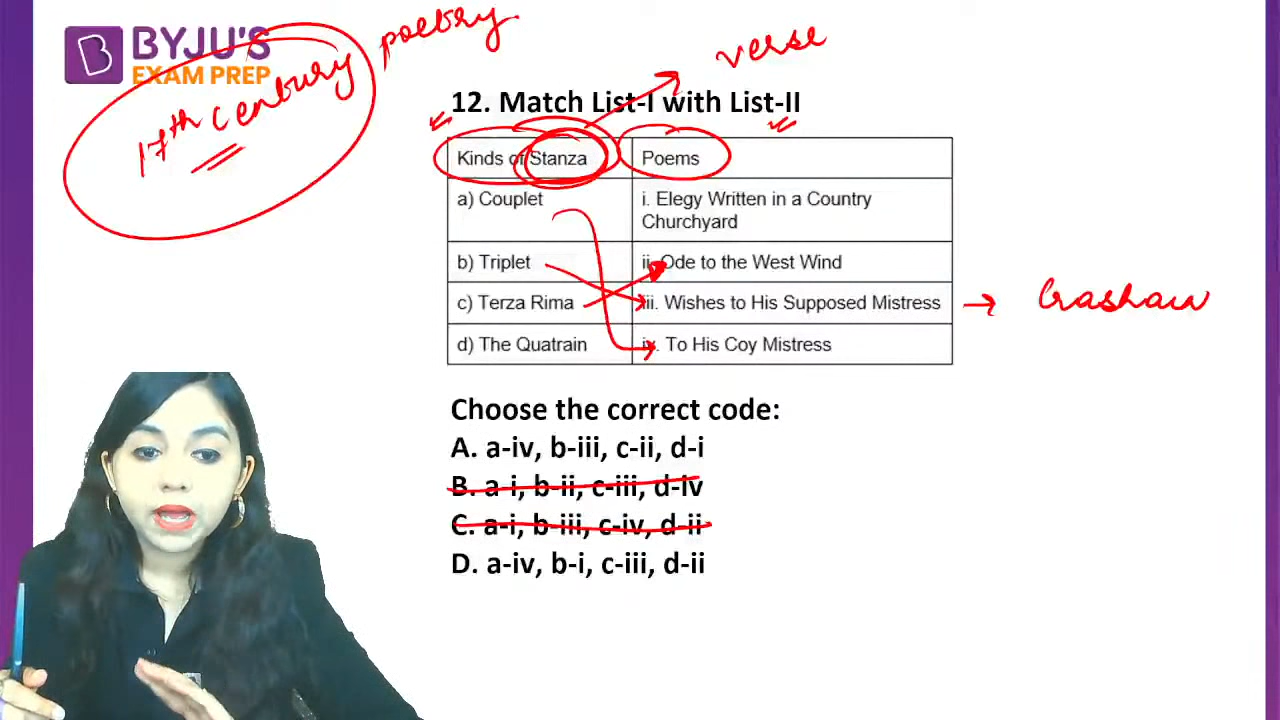 BYJU'S
EXAM PREP
17th century poetry
verse
12. Match List-I with List-II
Kinds of Stanza
Poems
a) Couplet
i. Elegy Written in a Country
Churchyard
b) Triplet
ii. Ode to the West Wind
c) Terza Rima
iii. Wishes to His Supposed Mistress
Crashaw
d) The Quatrain
iv. To His Coy Mistress
Choose the correct code:
A. a-iv, b-iii, c-ii, d-i
B. a-i, b-ii, c-iii, d-iv
C. a-i, b-iii, c-iv, d-ii
D. a-iv, b-i, c-iii, d-ii